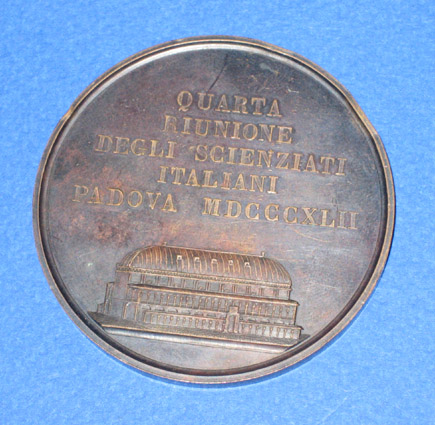 QUARTA
RIUNIONE
DEGLI SCIENZIATI
ITALIANI
PADOVA MDCCCXLII